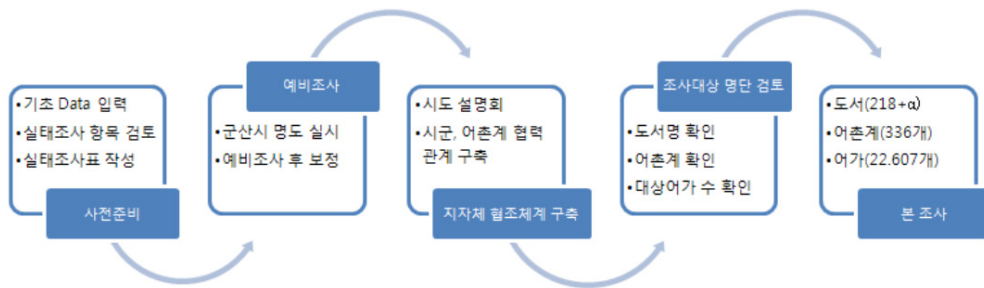 •기초 Data 입력
•실태조사 항목 검토
•실태조사표 작성
사전준비
예비조사
•군산시 명도 실시
•예비조사 후 보정
•시도 설명회
•시군, 어촌계 협력
관계 구축
지자체 협조체계 구축
조사대상 명단 검토
•도서명 확인
•어촌계 확인
•대상어가 수 확인
•도서(218+α)
•어촌계(336개)
•어가(22.607개)
본 조사